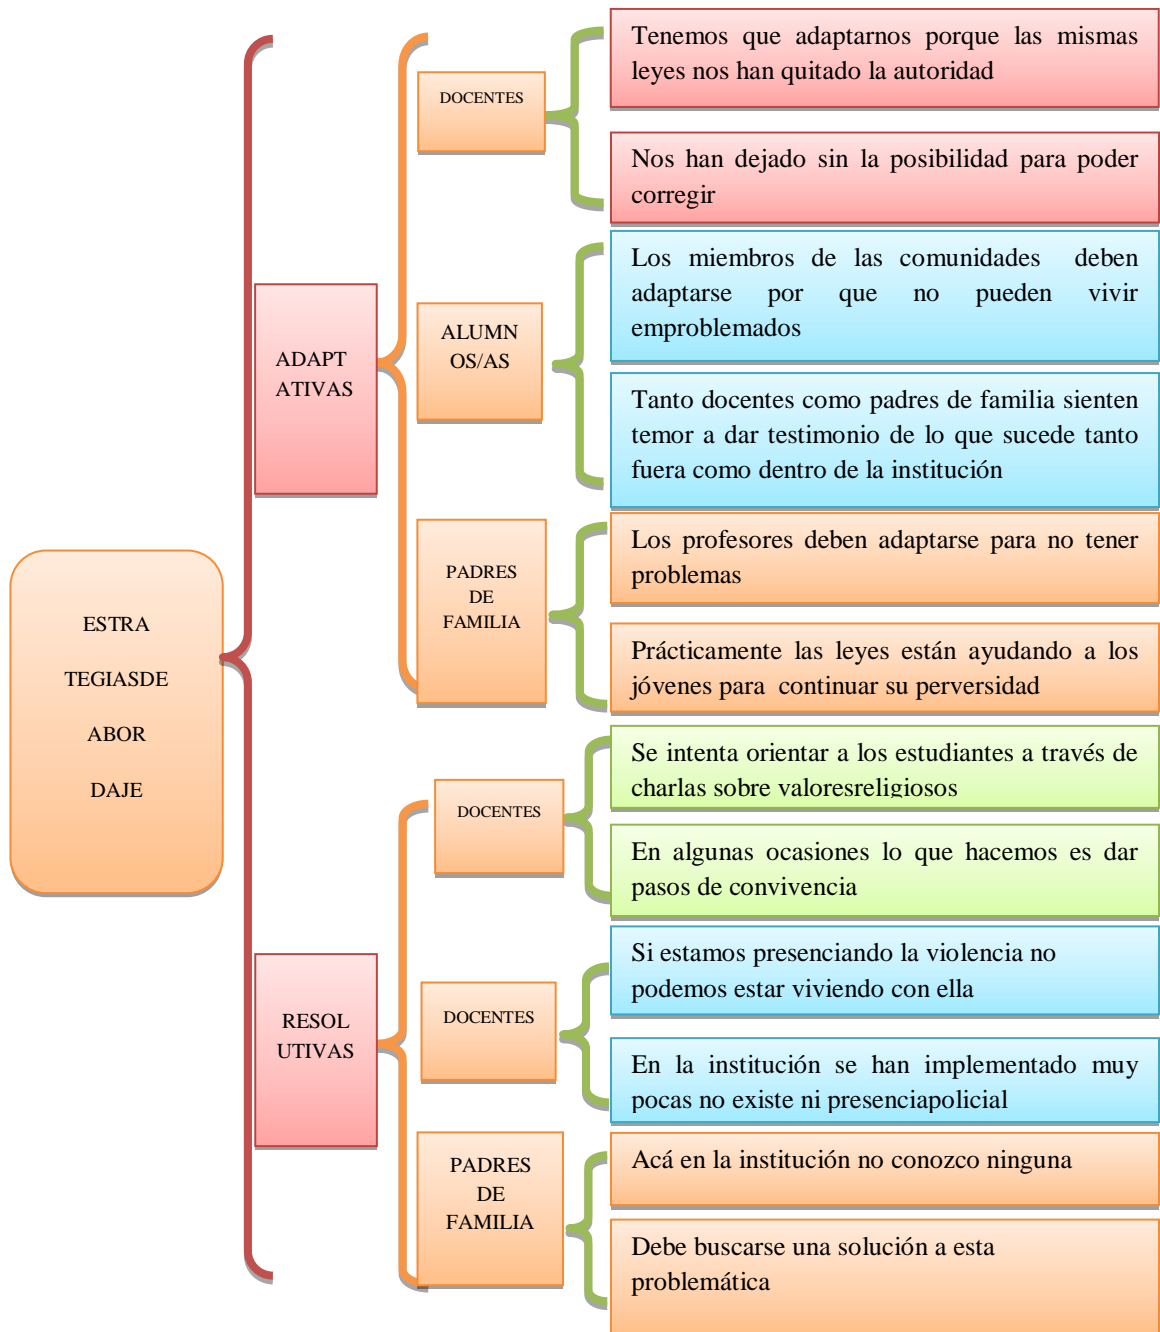 ESTRA
TEGIASDE
ABOR
DAJE
ADAPT
ATIVAS
DOCENTES
Tenemos que adaptarnos porque las mismas
leyes nos han quitado la autoridad
Nos han dejado sin la posibilidad para poder
corregir
ALUMN
OS/AS
Los miembros de las comunidades deben
adaptarse por que no pueden vivir
emproblemados
Tanto docentes como padres de familia sienten
temor a dar testimonio de lo que sucede tanto
fuera como dentro de la institución
PADRES
DE
FAMILIA
Los profesores deben adaptarse para no tener
problemas
Prácticamente las leyes están ayudando a los
jóvenes para continuar su perversidad
RESOL
UTIVAS
DOCENTES
Se intenta orientar a los estudiantes a través de
charlas sobre valoresreligiosos
En algunas ocasiones lo que hacemos es dar
pasos de convivencia
DOCENTES
Si estamos presenciando la violencia no
podemos estar viviendo con ella
En la institución se han implementado muy
pocas no existe ni presenciapolicial
PADRES
DE
FAMILIA
Acá en la institución no conozco ninguna
Debe buscarse una solución a esta
problemática